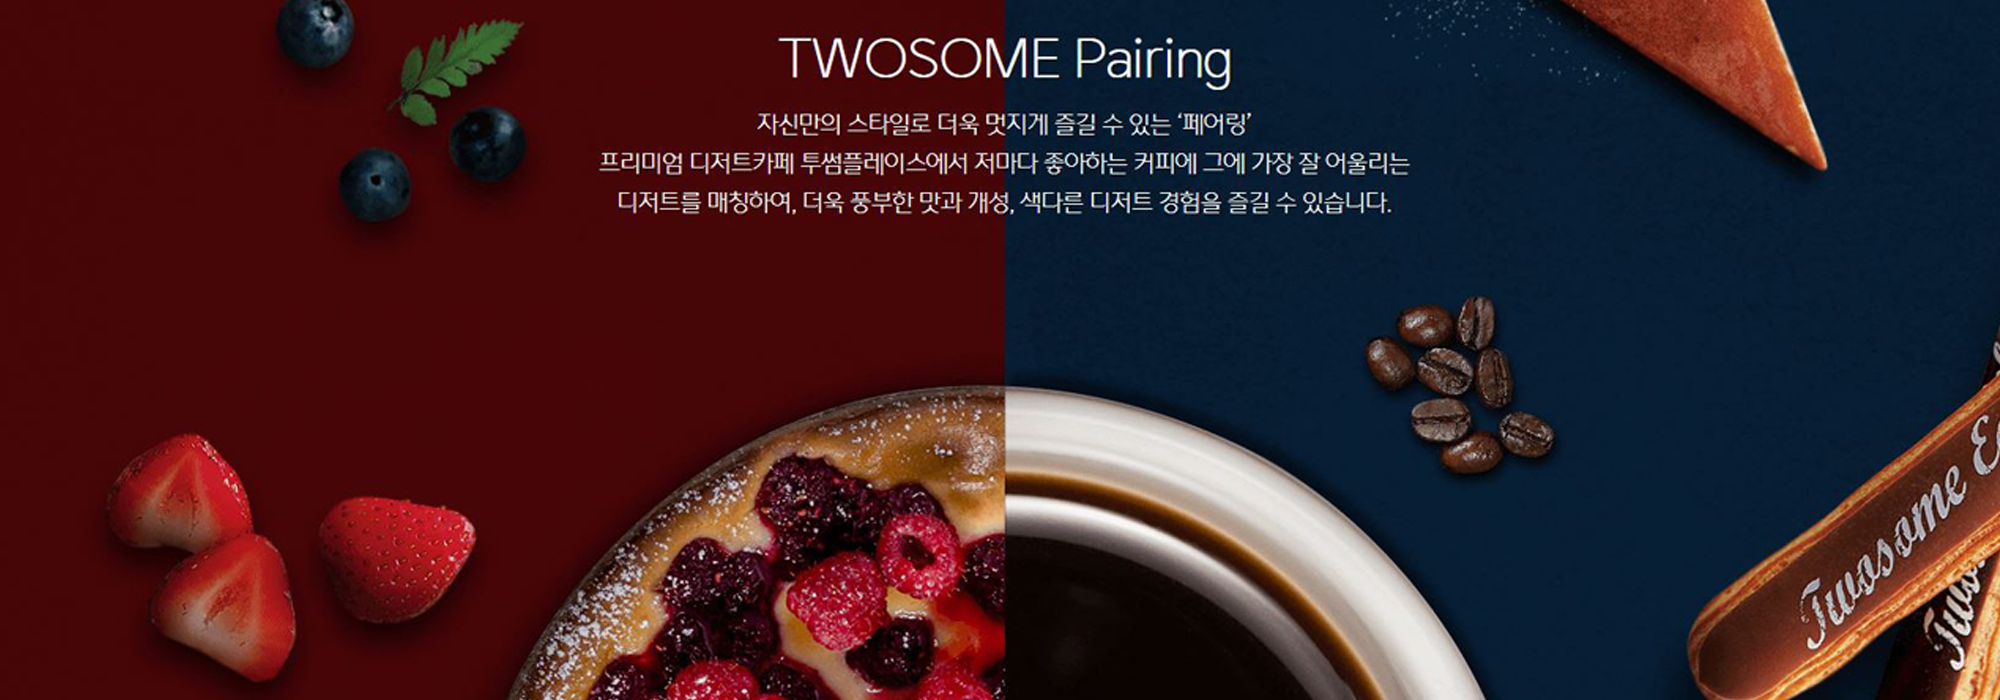 TWOSOME Pairing
자신만의 스타일로 더욱 멋지게 즐길 수 있는 ‘페어링’
프리미엄 디저트카페 투썸플레이스에서 저마다 좋아하는 커피에 그에 가장 잘 어울리는
디저트를 매칭하여, 더욱 풍부한 맛과 개성, 색다른 디저트 경험을 즐길 수 있습니다.
Twosome